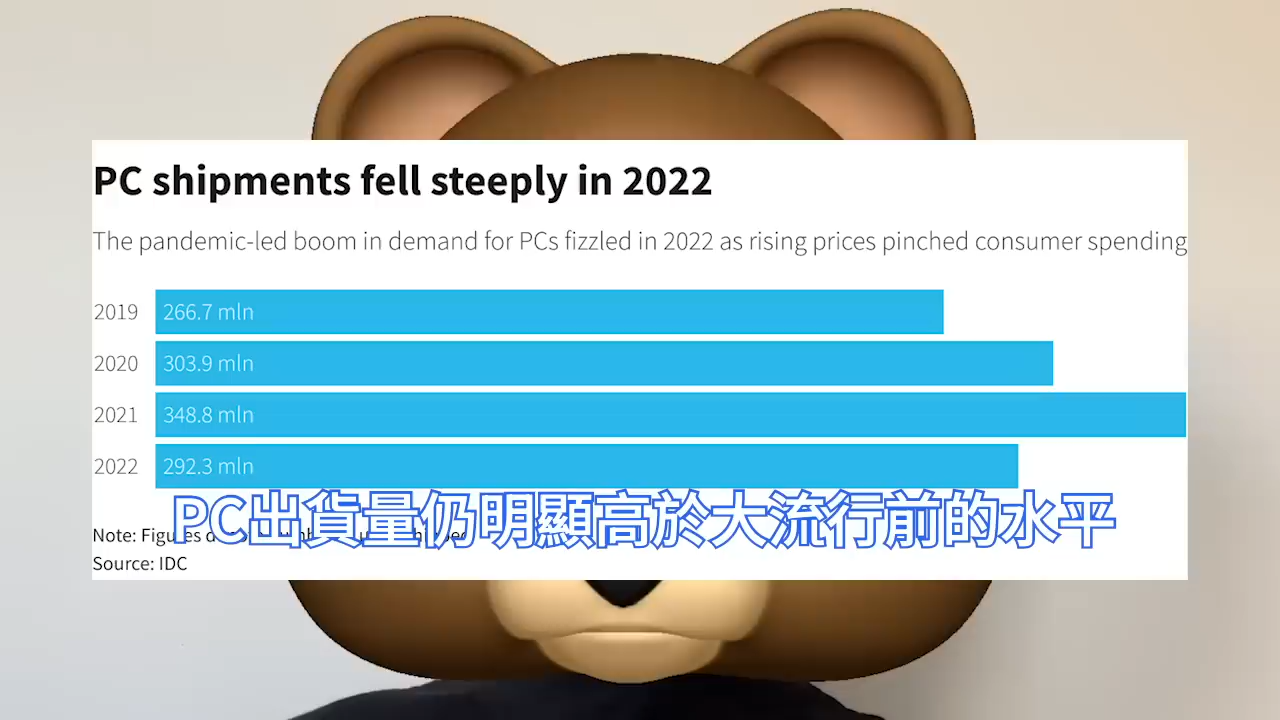 PC shipments fell steeply in 2022
The pandemic-led boom in demand for PCs fizzled in 2022 as rising prices pinched consumer spending
2019 266.7 mln
2020 303.9 mln
2021 348.8 mln
2022 292.3 mln
PC出貨量仍明顯高於大流行前的水平
Note: Figures
Source: IDC